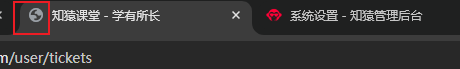 知猿课堂 - 学有所长
系统设置 - 知猿管理后台
m/user/tickets